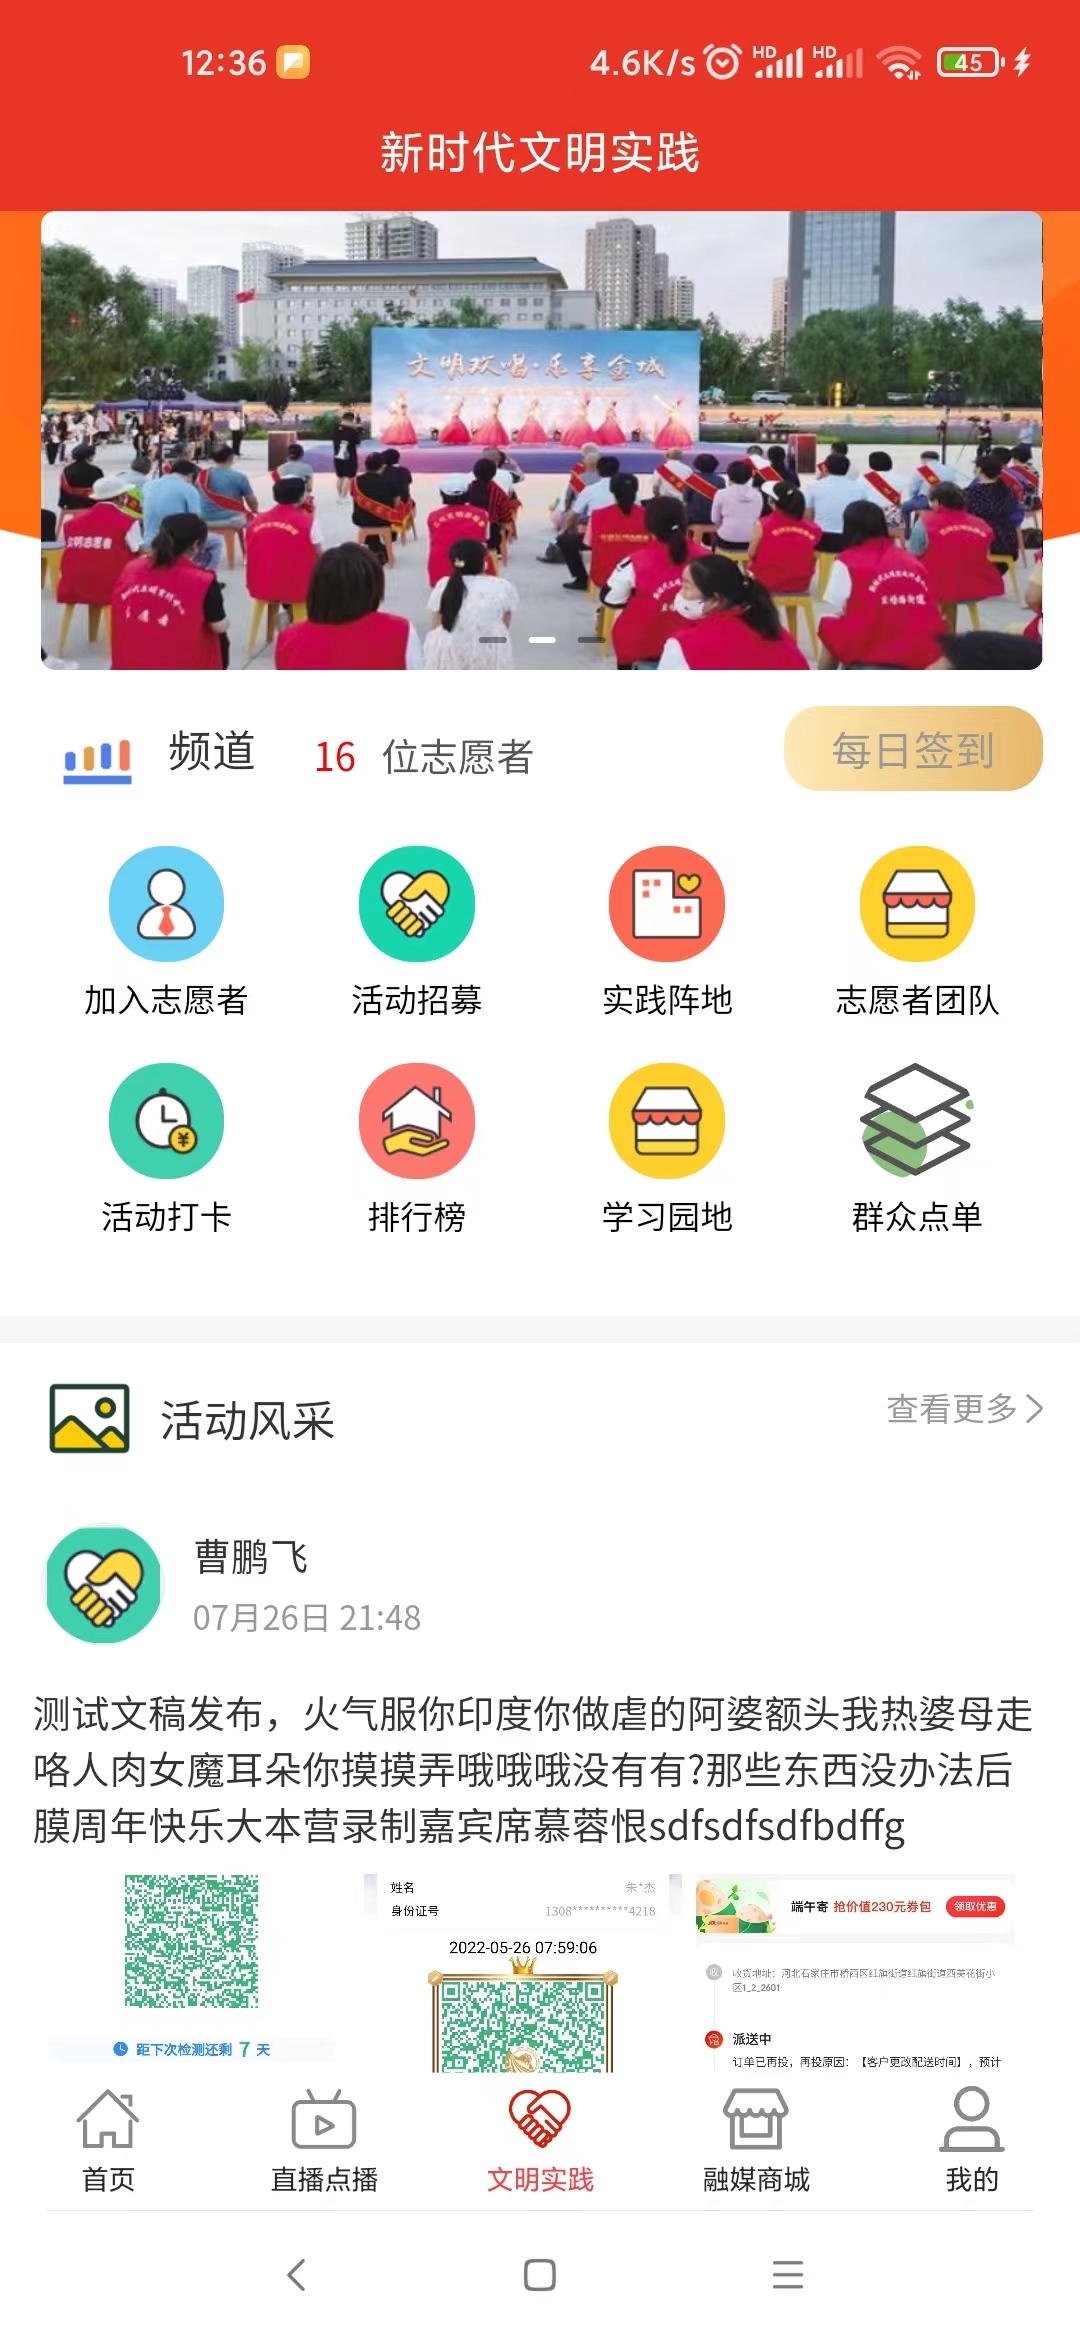 12:36
4.6K/s HD HD 45
新时代文明实践
文明欢唱·乐享金城
频道 16 位志愿者 每日签到
加入志愿者 活动招募 实践阵地 志愿者团队
活动打卡 排行榜 学习园地 群众点单
活动风采 查看更多
曹鹏飞
07月26日 21:48
测试文稿发布，火气服你印度你做虐的阿婆额头我热婆母走
咯人肉女魔耳朵你摸摸弄哦哦哦没有有?那些东西没办法后
膜周年快乐大本营录制嘉宾席慕蓉恨sdfsdfsdfbdffg
距下次检测还剩 7 天
姓名 朱*杰
身份证号 1308**********4218
2022-05-26 07:59:06
端午寄 抢价值230元券包 领取优惠
收 收货地址：河北石家庄市桥西区红旗街道红旗街道西美花街小
区1_2_2601
派送中
订单已再投，再投原因：【客户更改配送时间】，预计
首页 直播点播 文明实践 融媒商城 我的